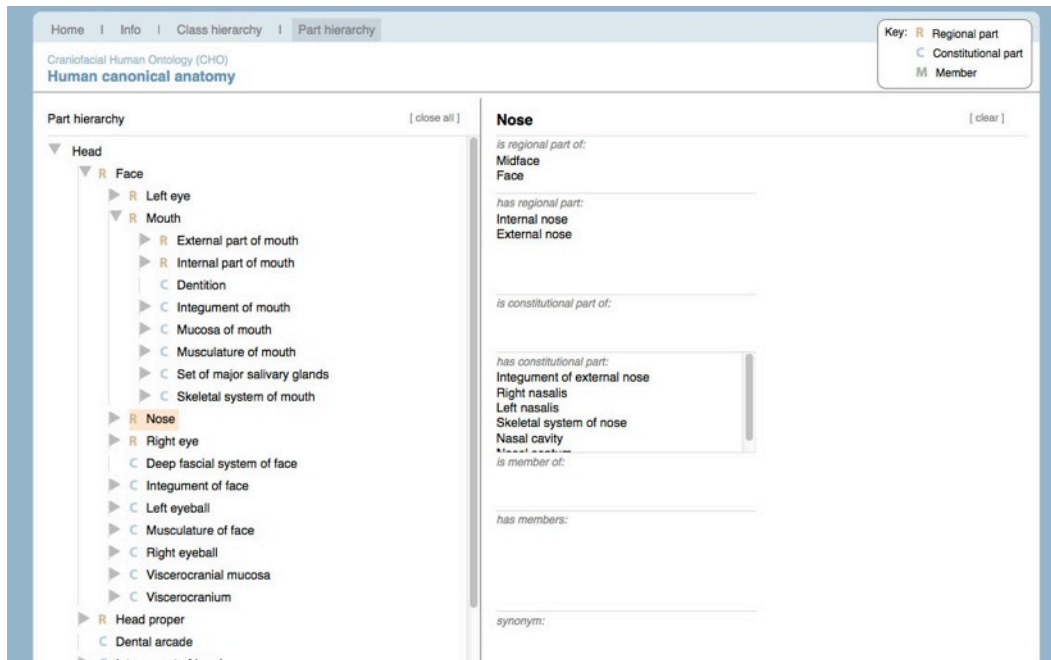 Home | Info | Class hierarchy | Part hierarchy
Key: R Regional part
C Constitutional part
M Member
Craniofacial Human Ontology (CHO)
Human canonical anatomy
Part hierarchy [ close all ]
Head
R Face
R Left eye
R Mouth
R External part of mouth
R Internal part of mouth
C Dentition
C Integument of mouth
C Mucosa of mouth
C Musculature of mouth
C Set of major salivary glands
C Skeletal system of mouth
R Nose
R Right eye
C Deep fascial system of face
C Integument of face
C Left eyeball
C Musculature of face
C Right eyeball
C Viscerocranial mucosa
C Viscerocranium
R Head proper
C Dental arcade
Nose [ clear ]
is regional part of:
Midface
Face
has regional part:
Internal nose
External nose
is constitutional part of:
has constitutional part:
Integument of external nose
Right nasalis
Left nasalis
Skeletal system of nose
Nasal cavity
Nasal septum
is member of:
has members:
synonym: